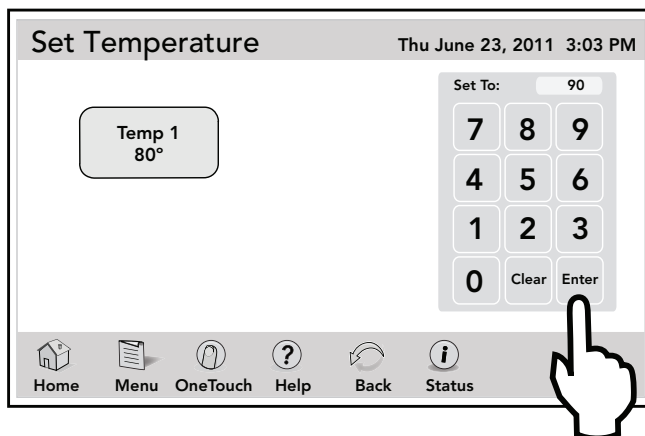 Set Temperature
Thu June 23, 2011 3:03 PM
Temp 1
80°
Set To: 90
7 8 9
4 5 6
1 2 3
0 Clear Enter
? i
Home Menu OneTouch Help Back Status